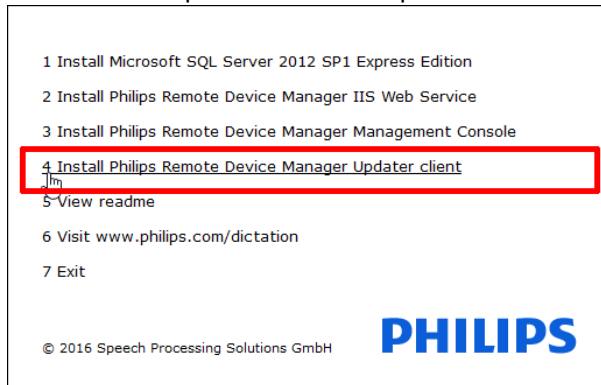 1 Install Microsoft SQL Server 2012 SP1 Express Edition
2 Install Philips Remote Device Manager IIS Web Service
3 Install Philips Remote Device Manager Management Console
4 Install Philips Remote Device Manager Updater client
5 View readme
6 Visit www.philips.com/dictation
7 Exit
© 2016 Speech Processing Solutions GmbH
PHILIPS